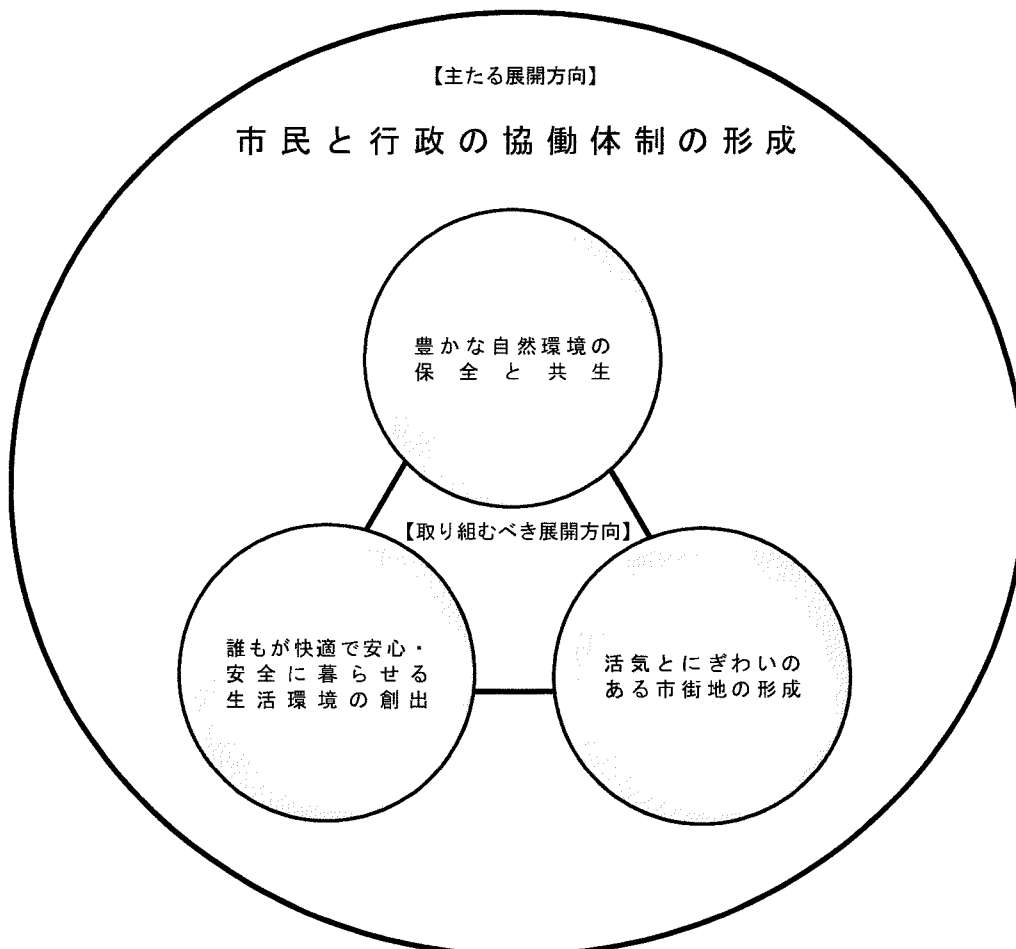 【主たる展開方向】
市民と行政の協働体制の形成
豊かな自然環境の
保全と共生
【取り組むべき展開方向】
誰もが快適で安心・
安全に暮らせる
生活環境の創出
活気とにぎわいの
ある市街地の形成